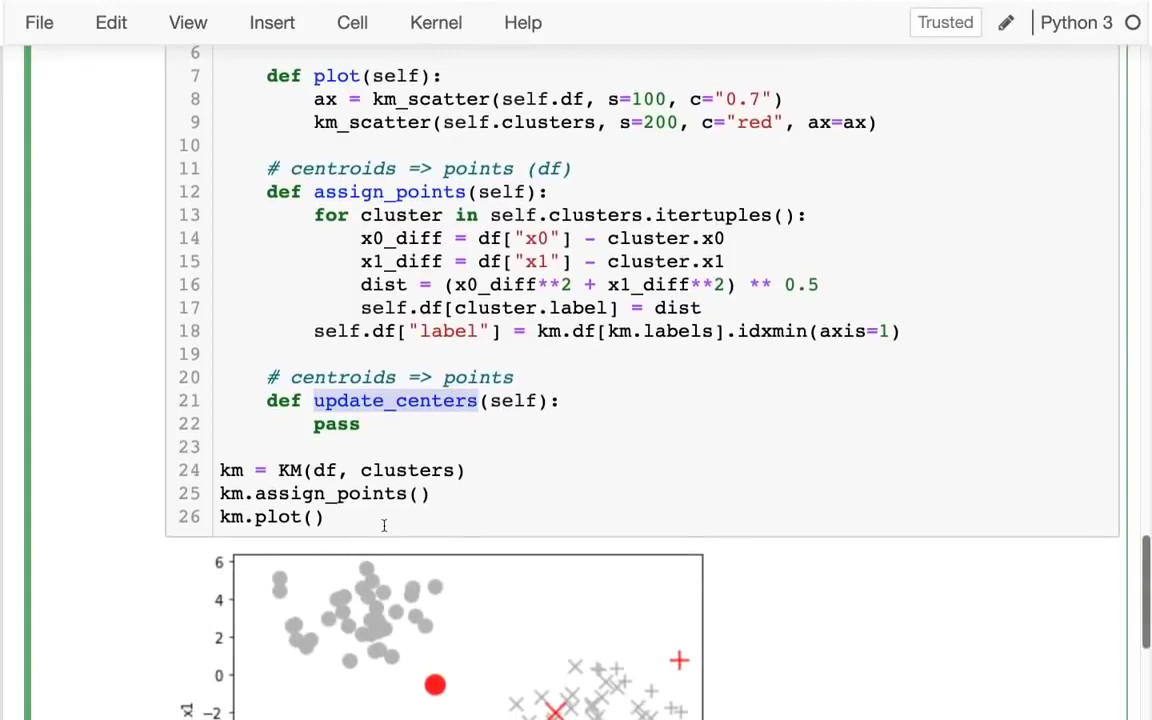 File Edit View Insert Cell Kernel Help Trusted Python 3
6
7 def plot(self):
8 ax = km_scatter(self.df, s=100, c="0.7")
9 km_scatter(self.clusters, s=200, c="red", ax=ax)
10
11 # centroids => points (df)
12 def assign_points(self):
13 for cluster in self.clusters.itertuples():
14 x0_diff = df["x0"] - cluster.x0
15 x1_diff = df["x1"] - cluster.x1
16 dist = (x0_diff**2 + x1_diff**2) ** 0.5
17 self.df[cluster.label] = dist
18 self.df["label"] = km.df[km.labels].idxmin(axis=1)
19
20 # centroids => points
21 def update_centers(self):
22 pass
23
24 km = KM(df, clusters)
25 km.assign_points()
26 km.plot()
6
4
2
0
-2
x1